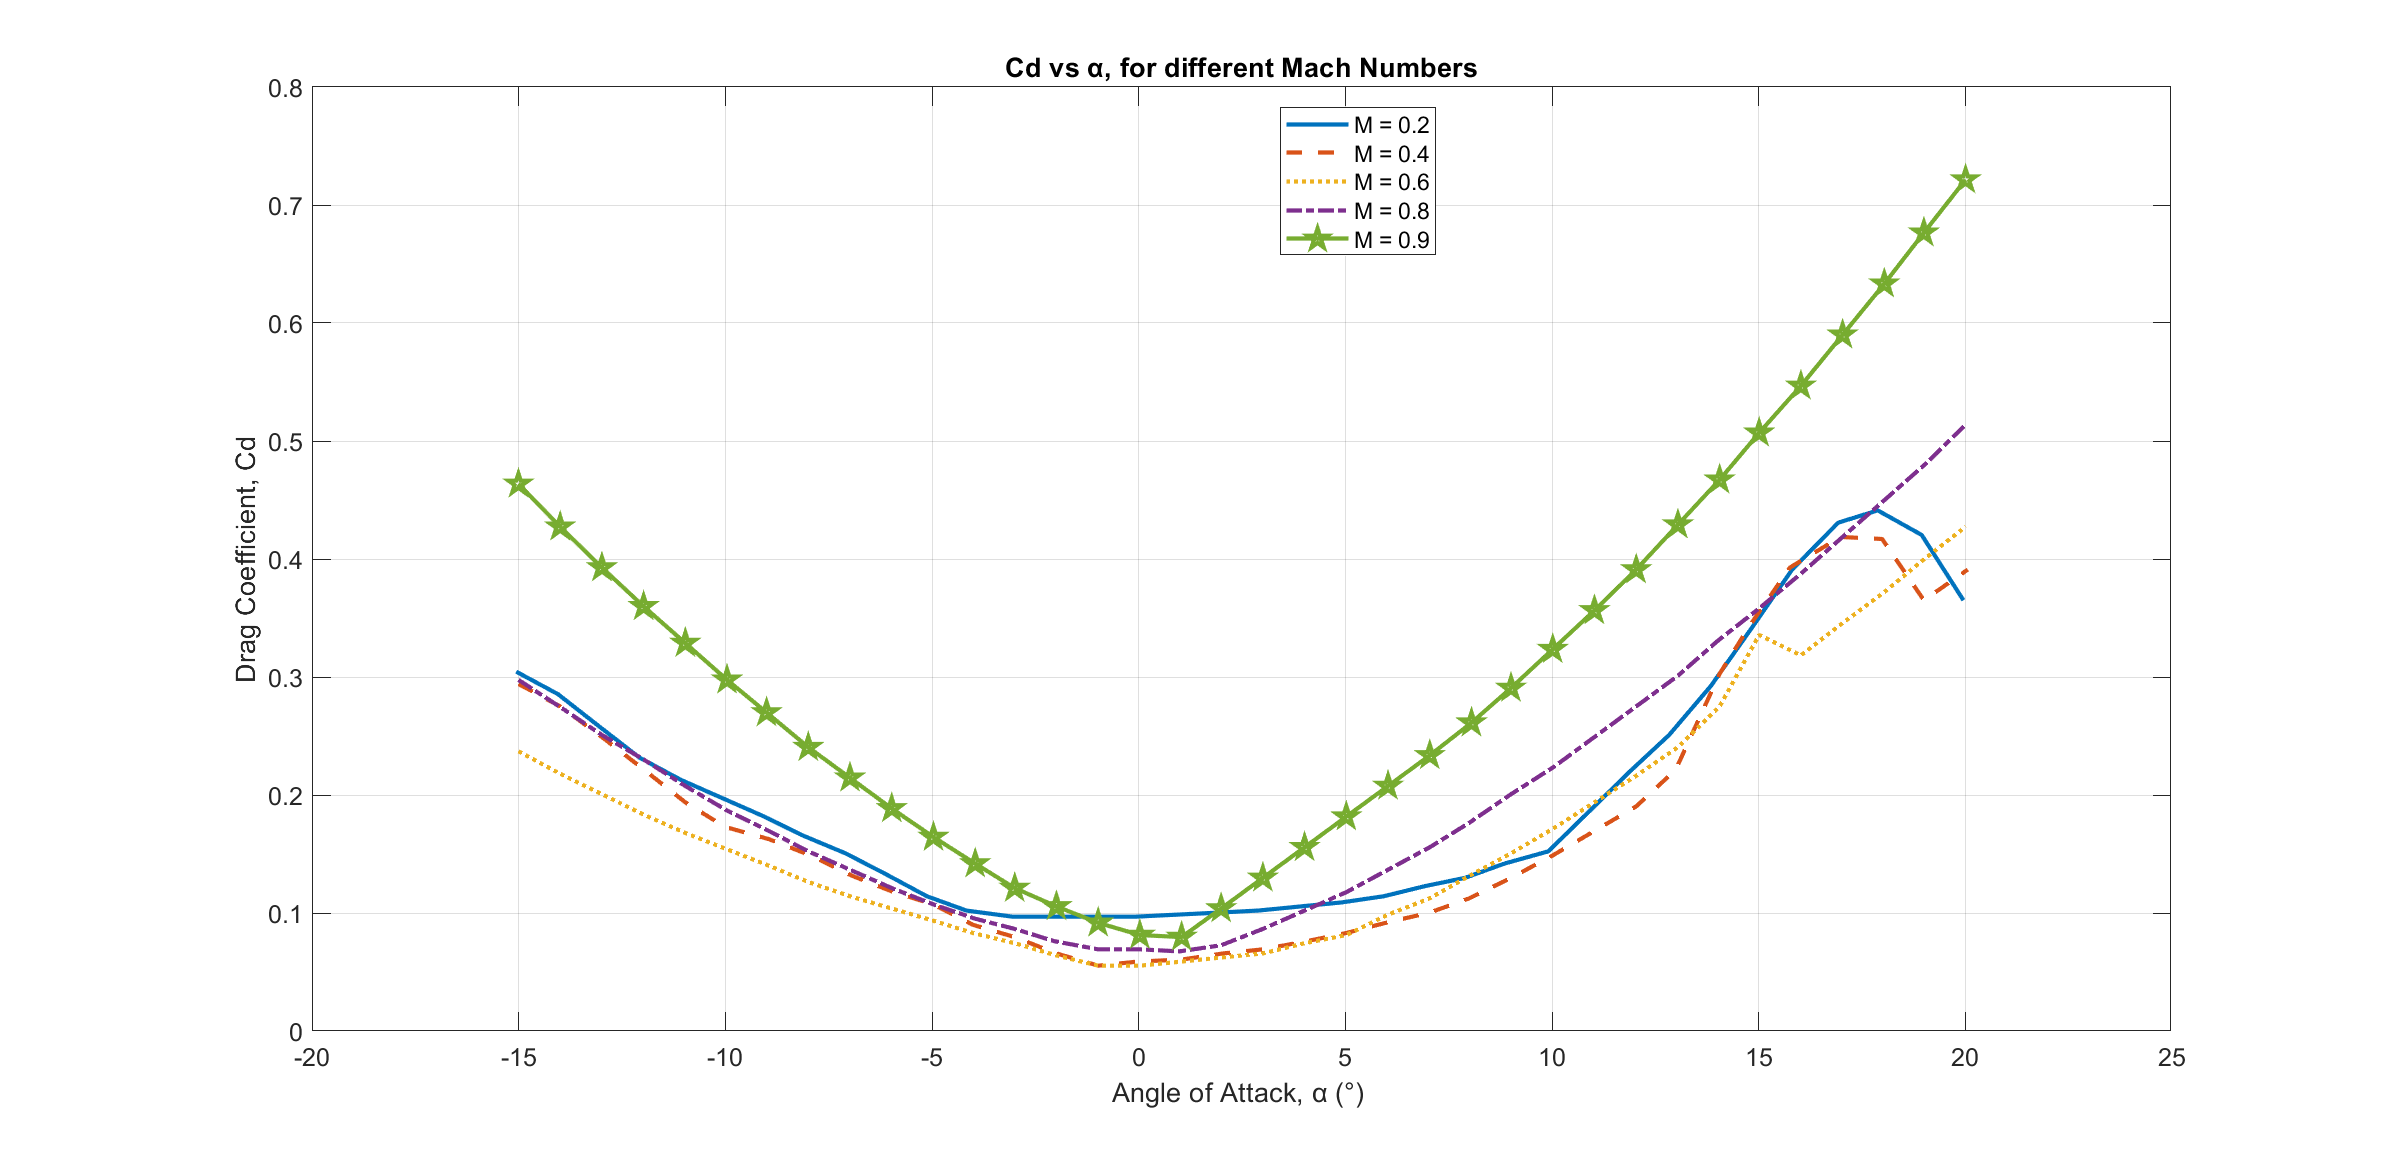 Cd vs α, for different Mach Numbers
0.8
0.7
0.6
0.5
0.4
0.3
0.2
0.1
0
Drag Coefficient, Cd
M = 0.2
M = 0.4
M = 0.6
M = 0.8
M = 0.9
-20 -15 -10 -5 0 5 10 15 20 25
Angle of Attack, α (°)